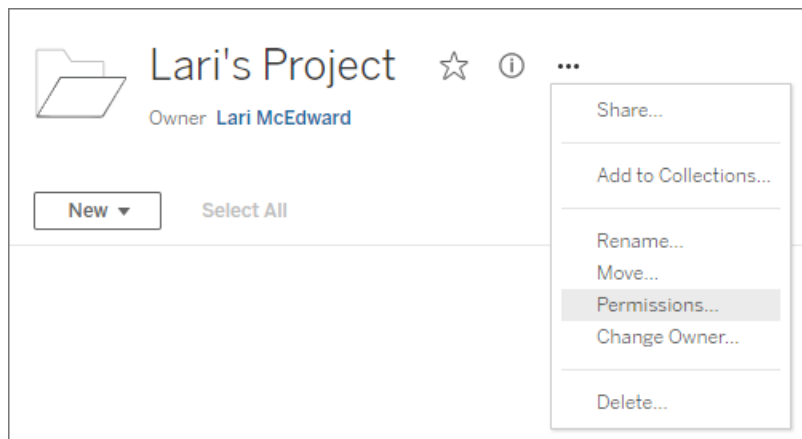 Lari's Project
Owner Lari McEdward
New
Select All
Share...
Add to Collections...
Rename...
Move...
Permissions...
Change Owner...
Delete...